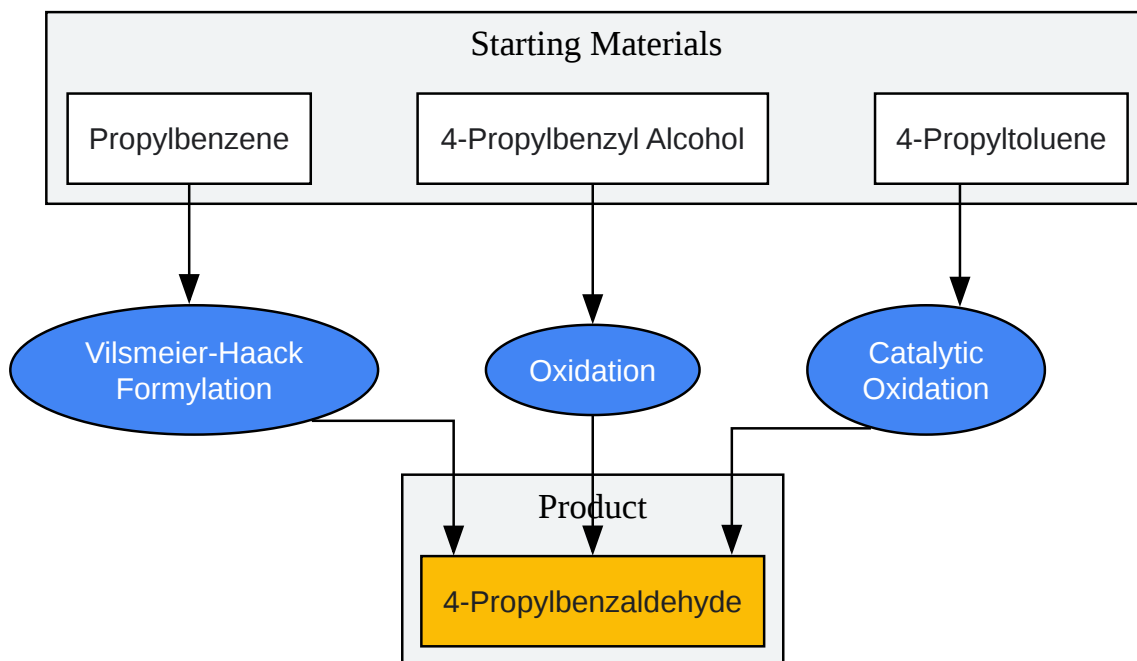 Starting Materials
Propylbenzene
4-Propylbenzyl Alcohol
4-Propyltoluene
Vilsmeier-Haack
Formylation
Oxidation
Catalytic
Oxidation
Product
4-Propylbenzaldehyde